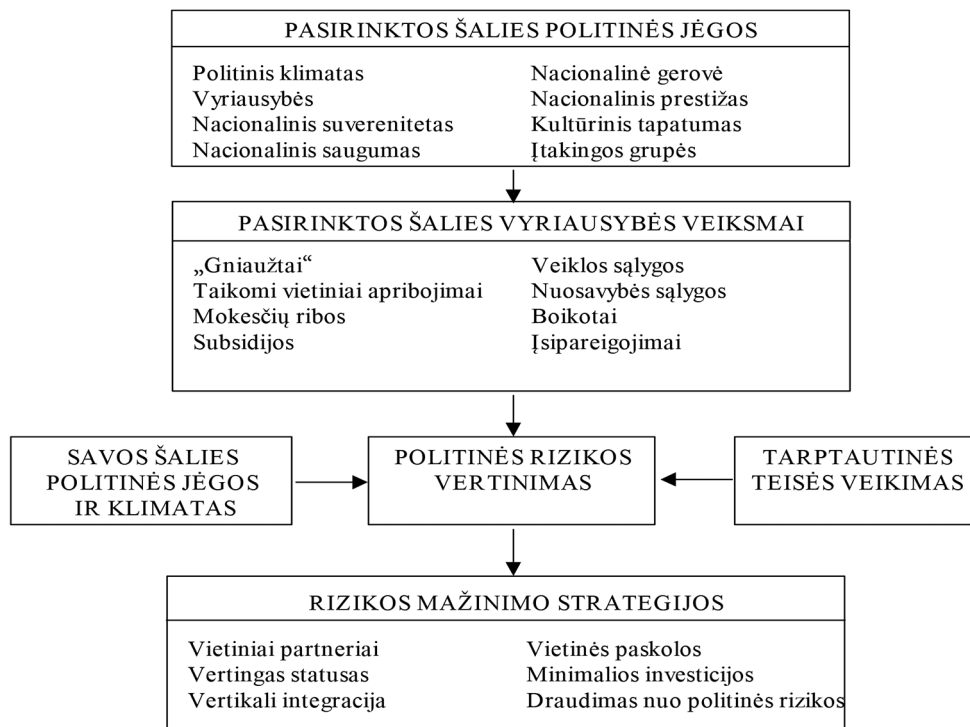 PASIRINKTOS ŠALIES POLITINĖS JĖGOS
Politinis klimatas
Vyriausybės
Nacionalinis suverenitetas
Nacionalinis saugumas
Nacionalinė gerovė
Nacionalinis prestižas
Kultūrinis tapatumas
Įtakingos grupės
PASIRINKTOS ŠALIES VYRIAUSYBĖS VEIKSMAI
„Gniaužtai“
Taikomi vietiniai apribojimai
Mokesčių ribos
Subsidijos
Veiklos sąlygos
Nuosavybės sąlygos
Boikotai
Įsipareigojimai
SAVOS ŠALIES
POLITINĖS JĖGOS
IR KLIMATAS
POLITINĖS RIZIKOS
VERTINIMAS
TARPTAUTINĖS
TEISĖS VEIKIMAS
RIZIKOS MAŽINIMO STRATEGIJOS
Vietiniai partneriai
Vertingas statusas
Vertikali integracija
Vietinės paskolos
Minimalios investicijos
Draudimas nuo politinės rizikos